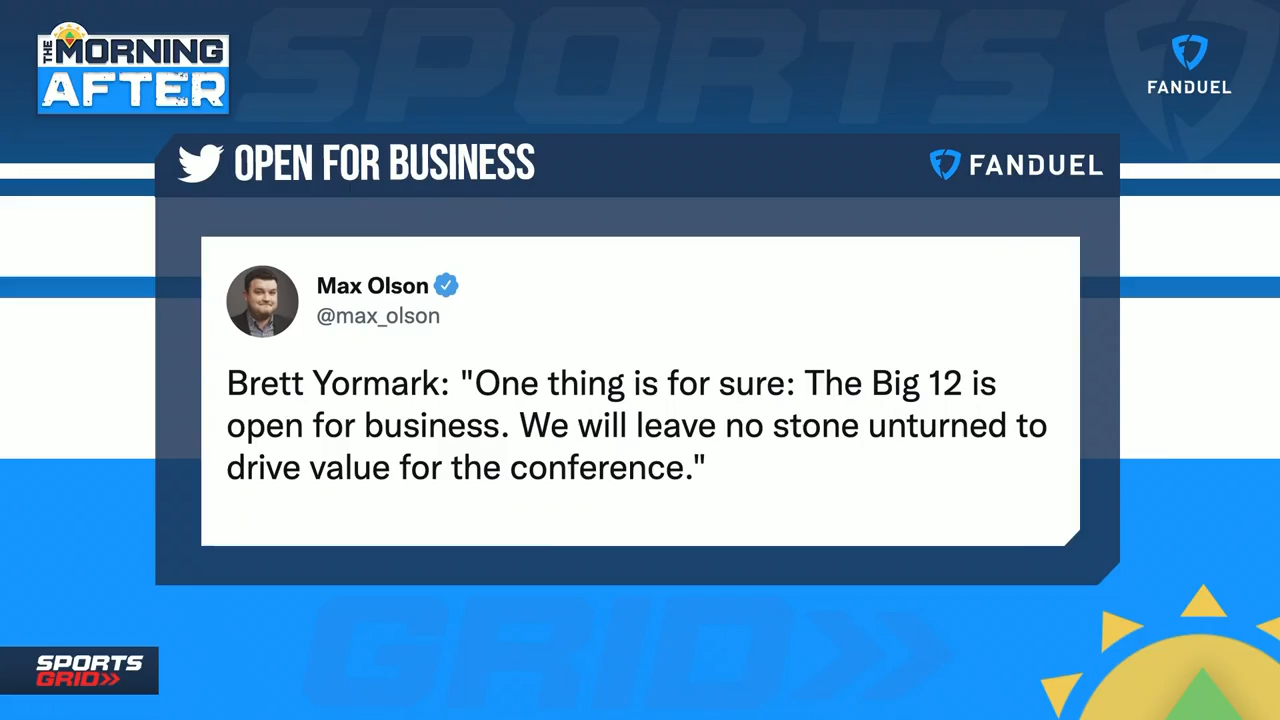 SPORTS
THE MORNING
AFTER
FANDUEL
OPEN FOR BUSINESS
FANDUEL
Max Olson
@max_olson
Brett Yormark: "One thing is for sure: The Big 12 is
open for business. We will leave no stone unturned to
drive value for the conference."
GRID
SPORTS
GRID